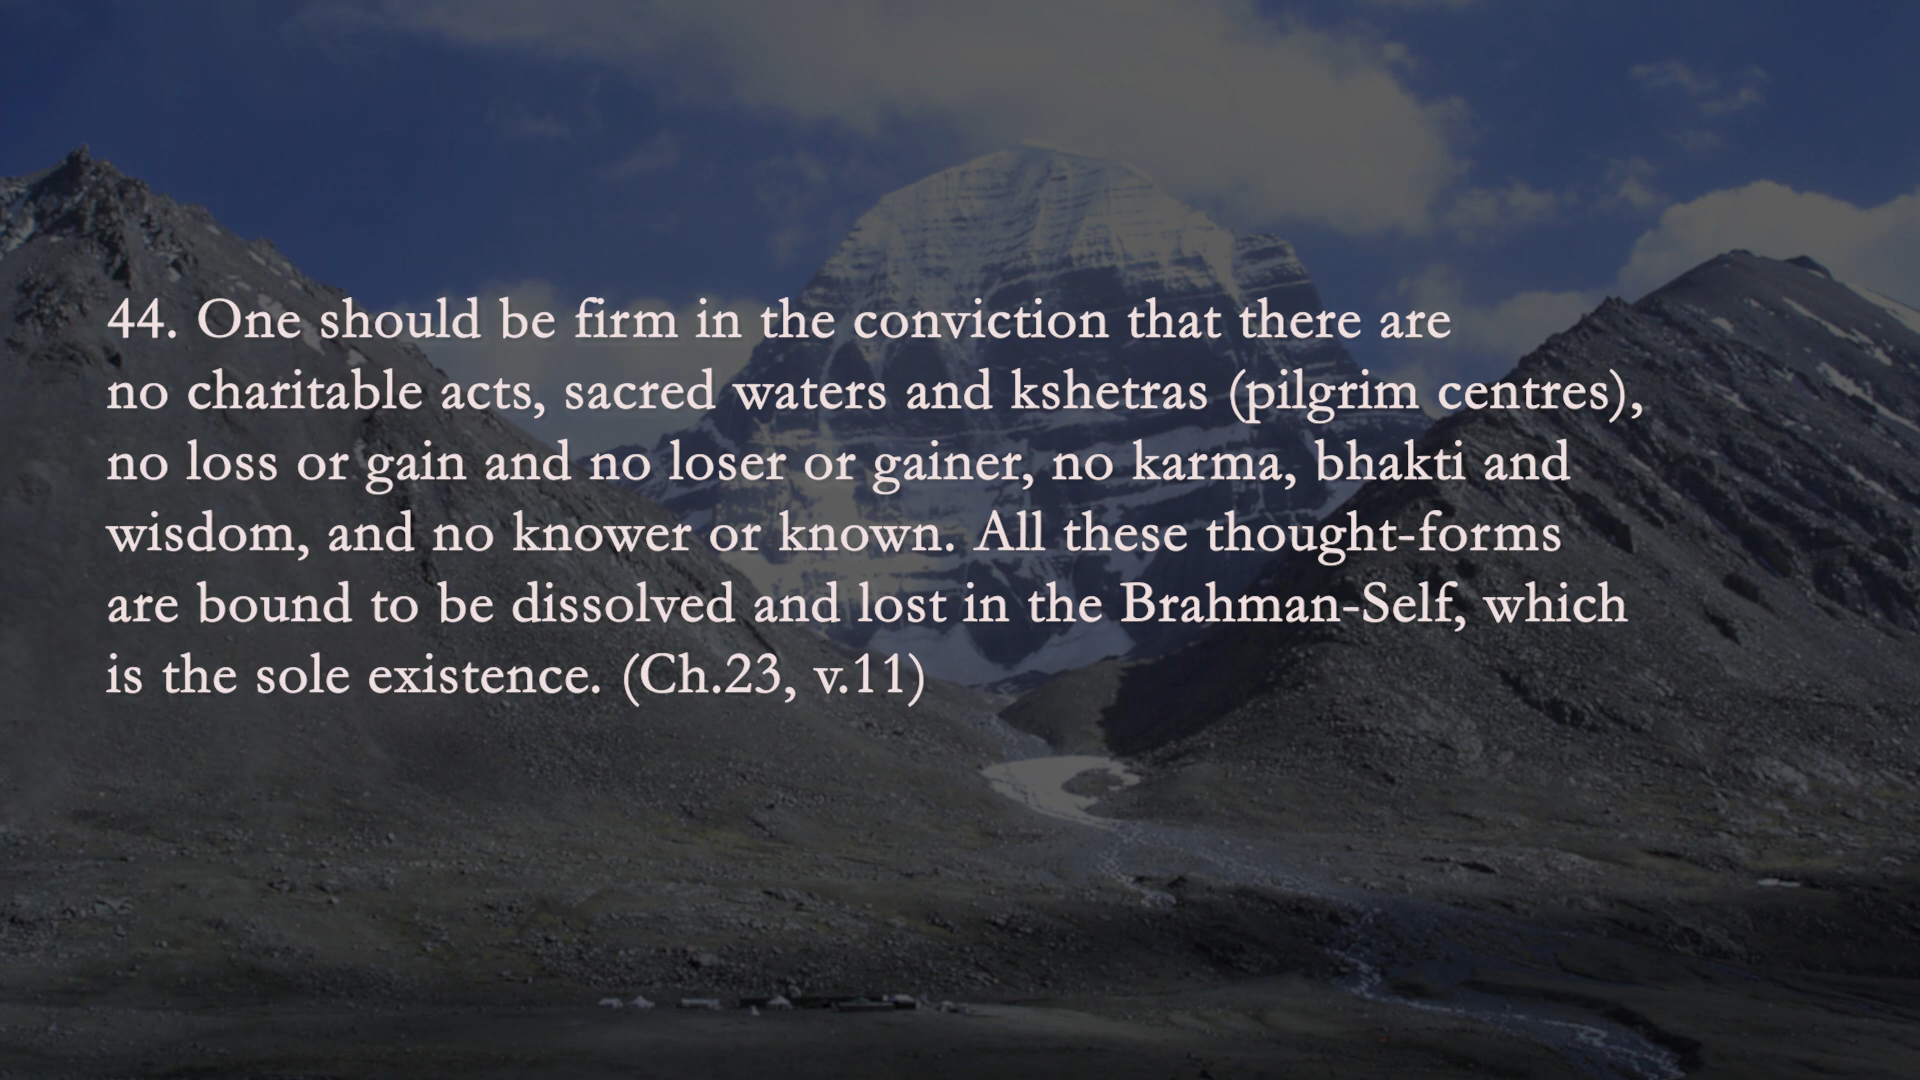 44. One should be firm in the conviction that there are
no charitable acts, sacred waters and kshetras (pilgrim centres),
no loss or gain and no loser or gainer, no karma, bhakti and
wisdom, and no knower or known. All these thought-forms
are bound to be dissolved and lost in the Brahman-Self, which
is the sole existence. (Ch.23, v.11)